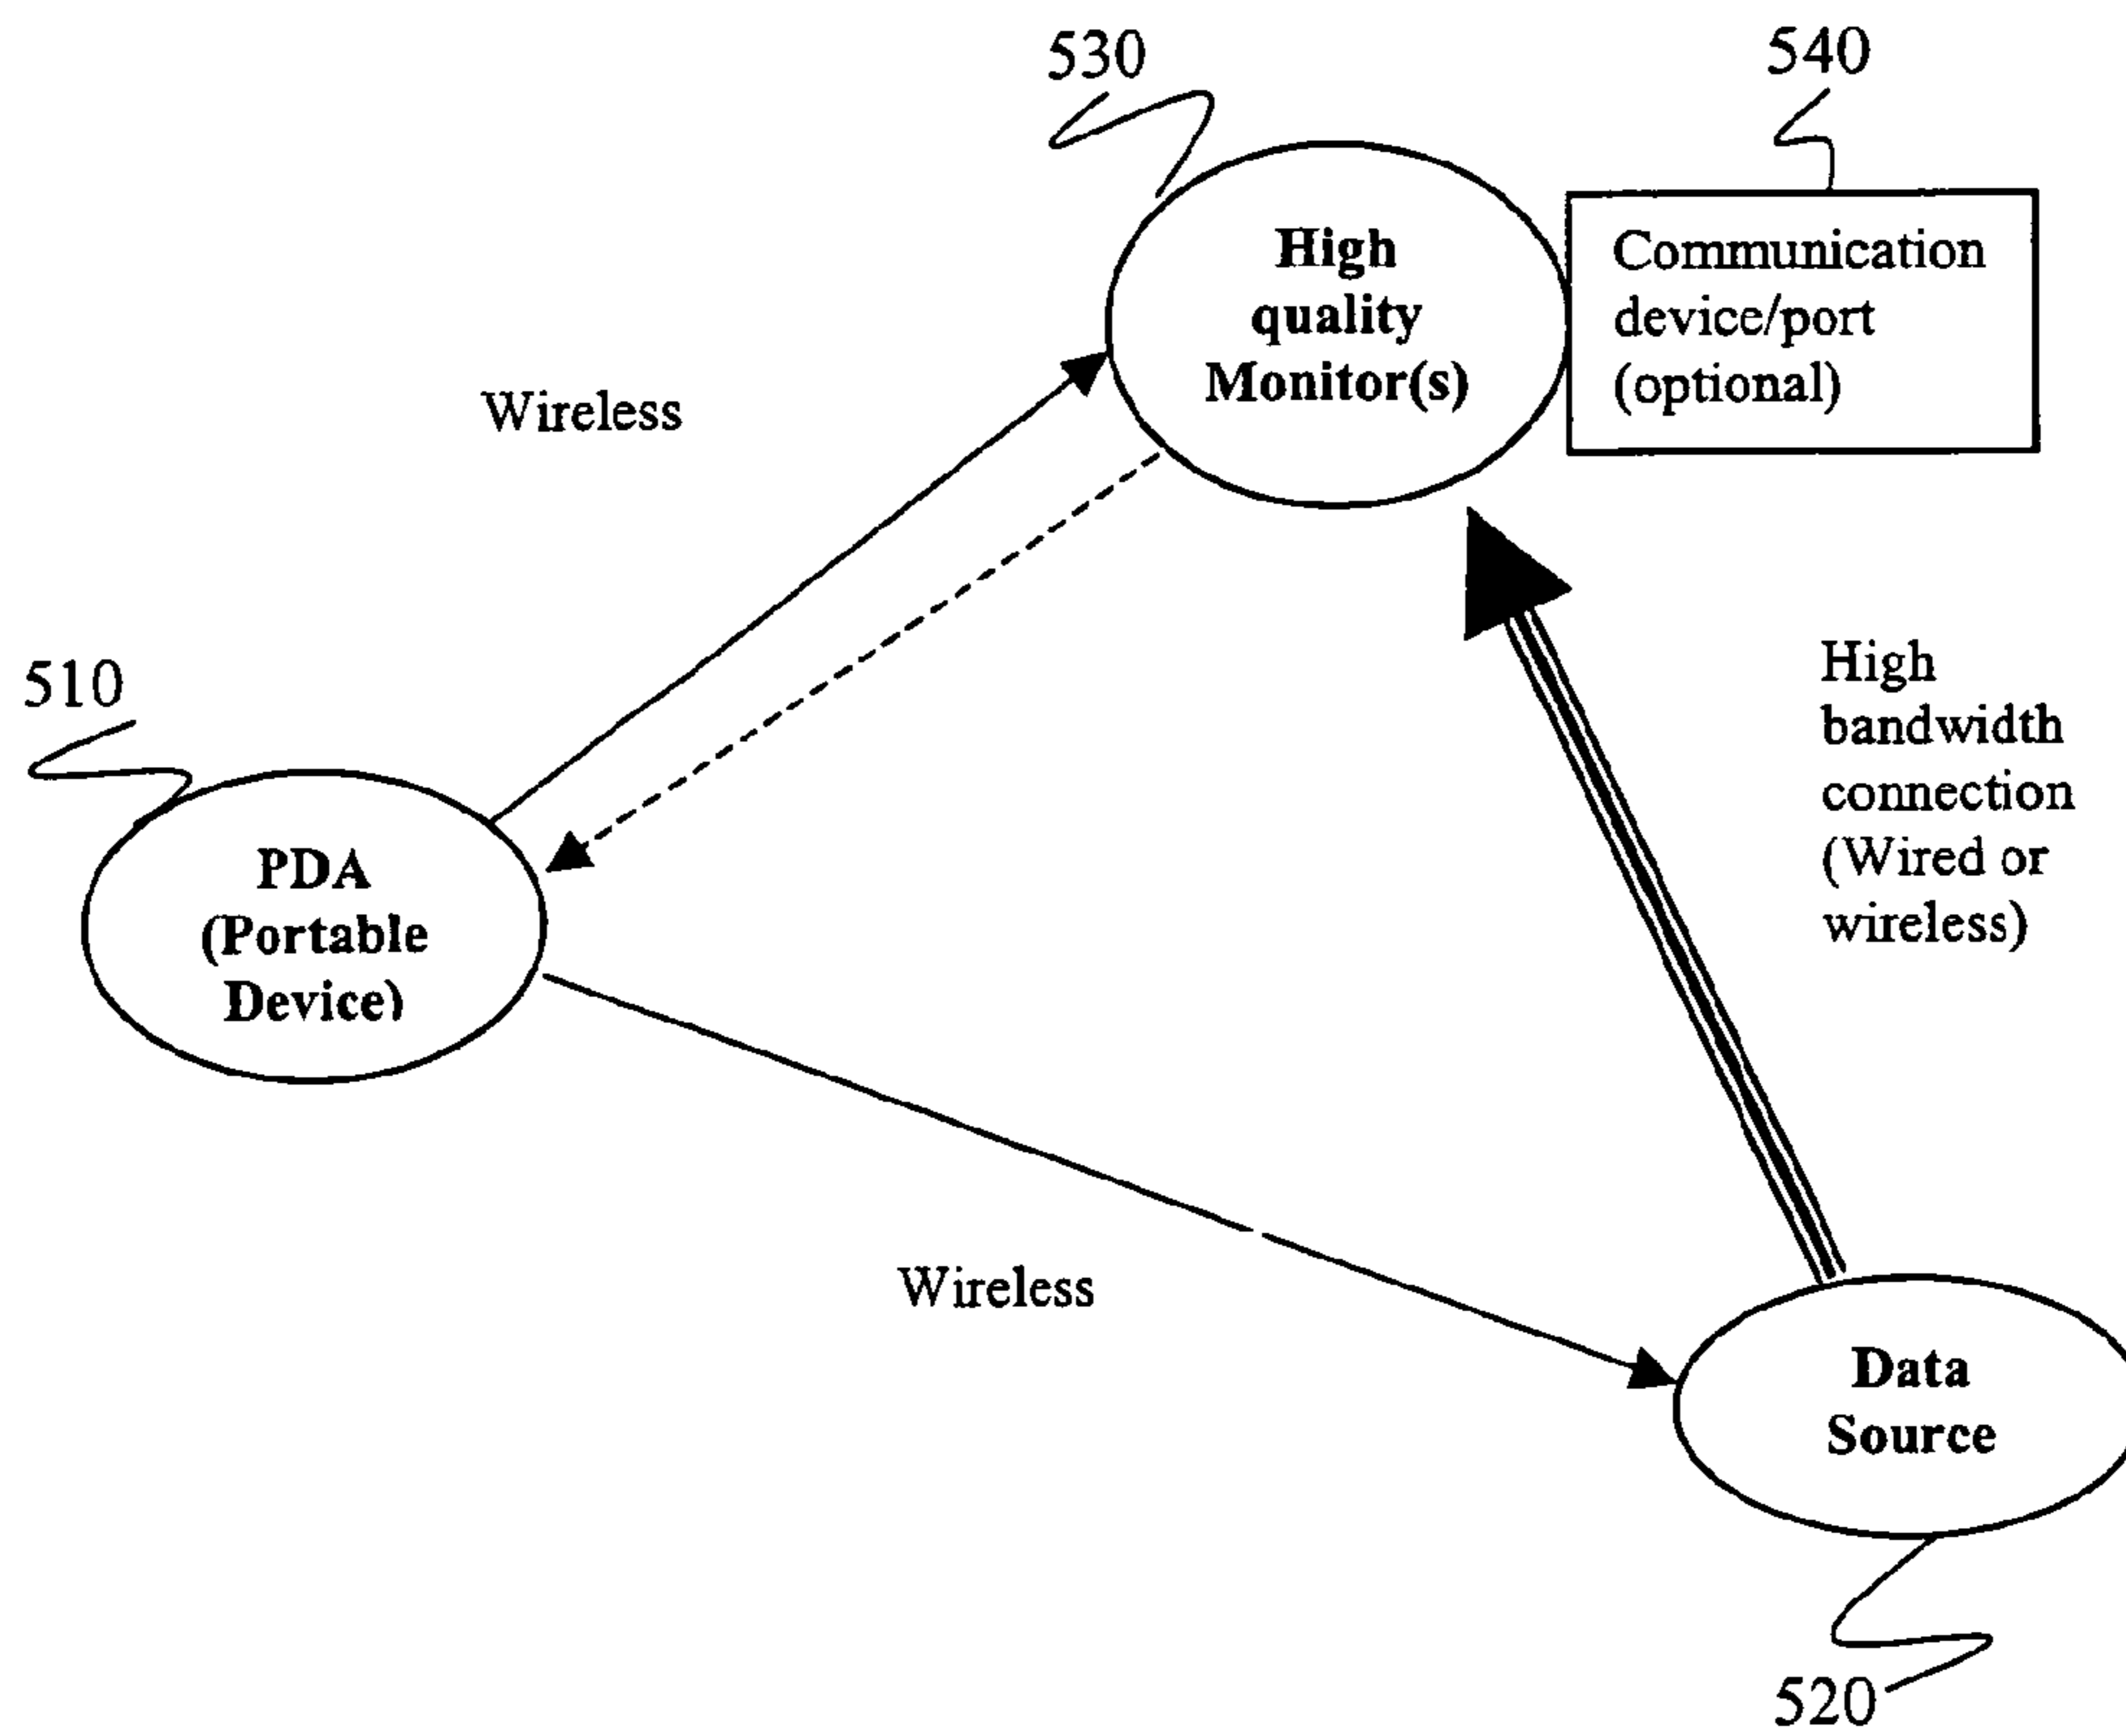 530
540
High
quality
Monitor(s)
Communication
device/port
(optional)
Wireless
510
High
bandwidth
connection
(Wired or
wireless)
PDA
(Portable
Device)
Wireless
Data
Source
520